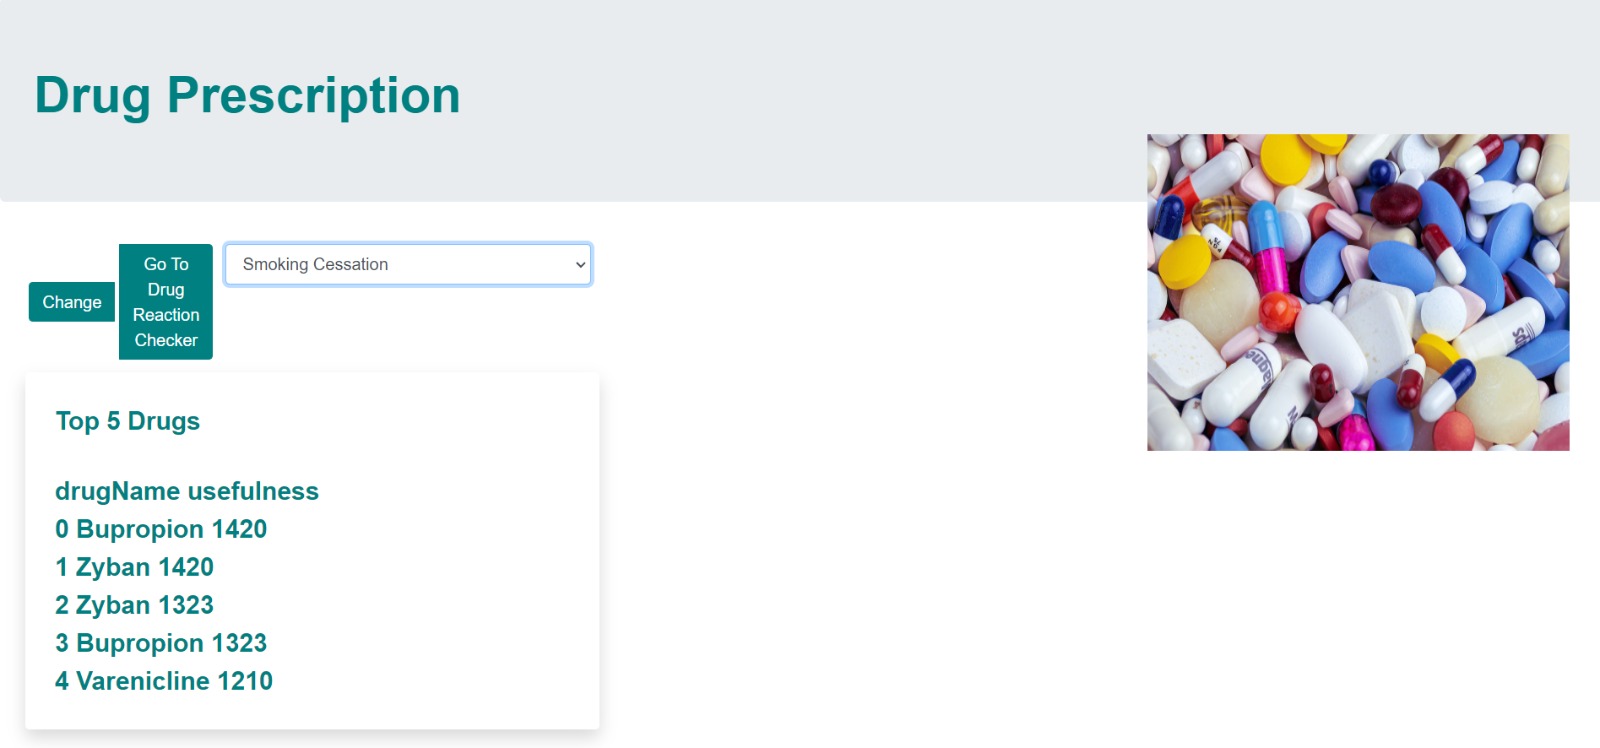 Drug Prescription
Change
Go To
Drug
Reaction
Checker
Smoking Cessation
Top 5 Drugs
drugName usefulness
0 Bupropion 1420
1 Zyban 1420
2 Zyban 1323
3 Bupropion 1323
4 Varenicline 1210